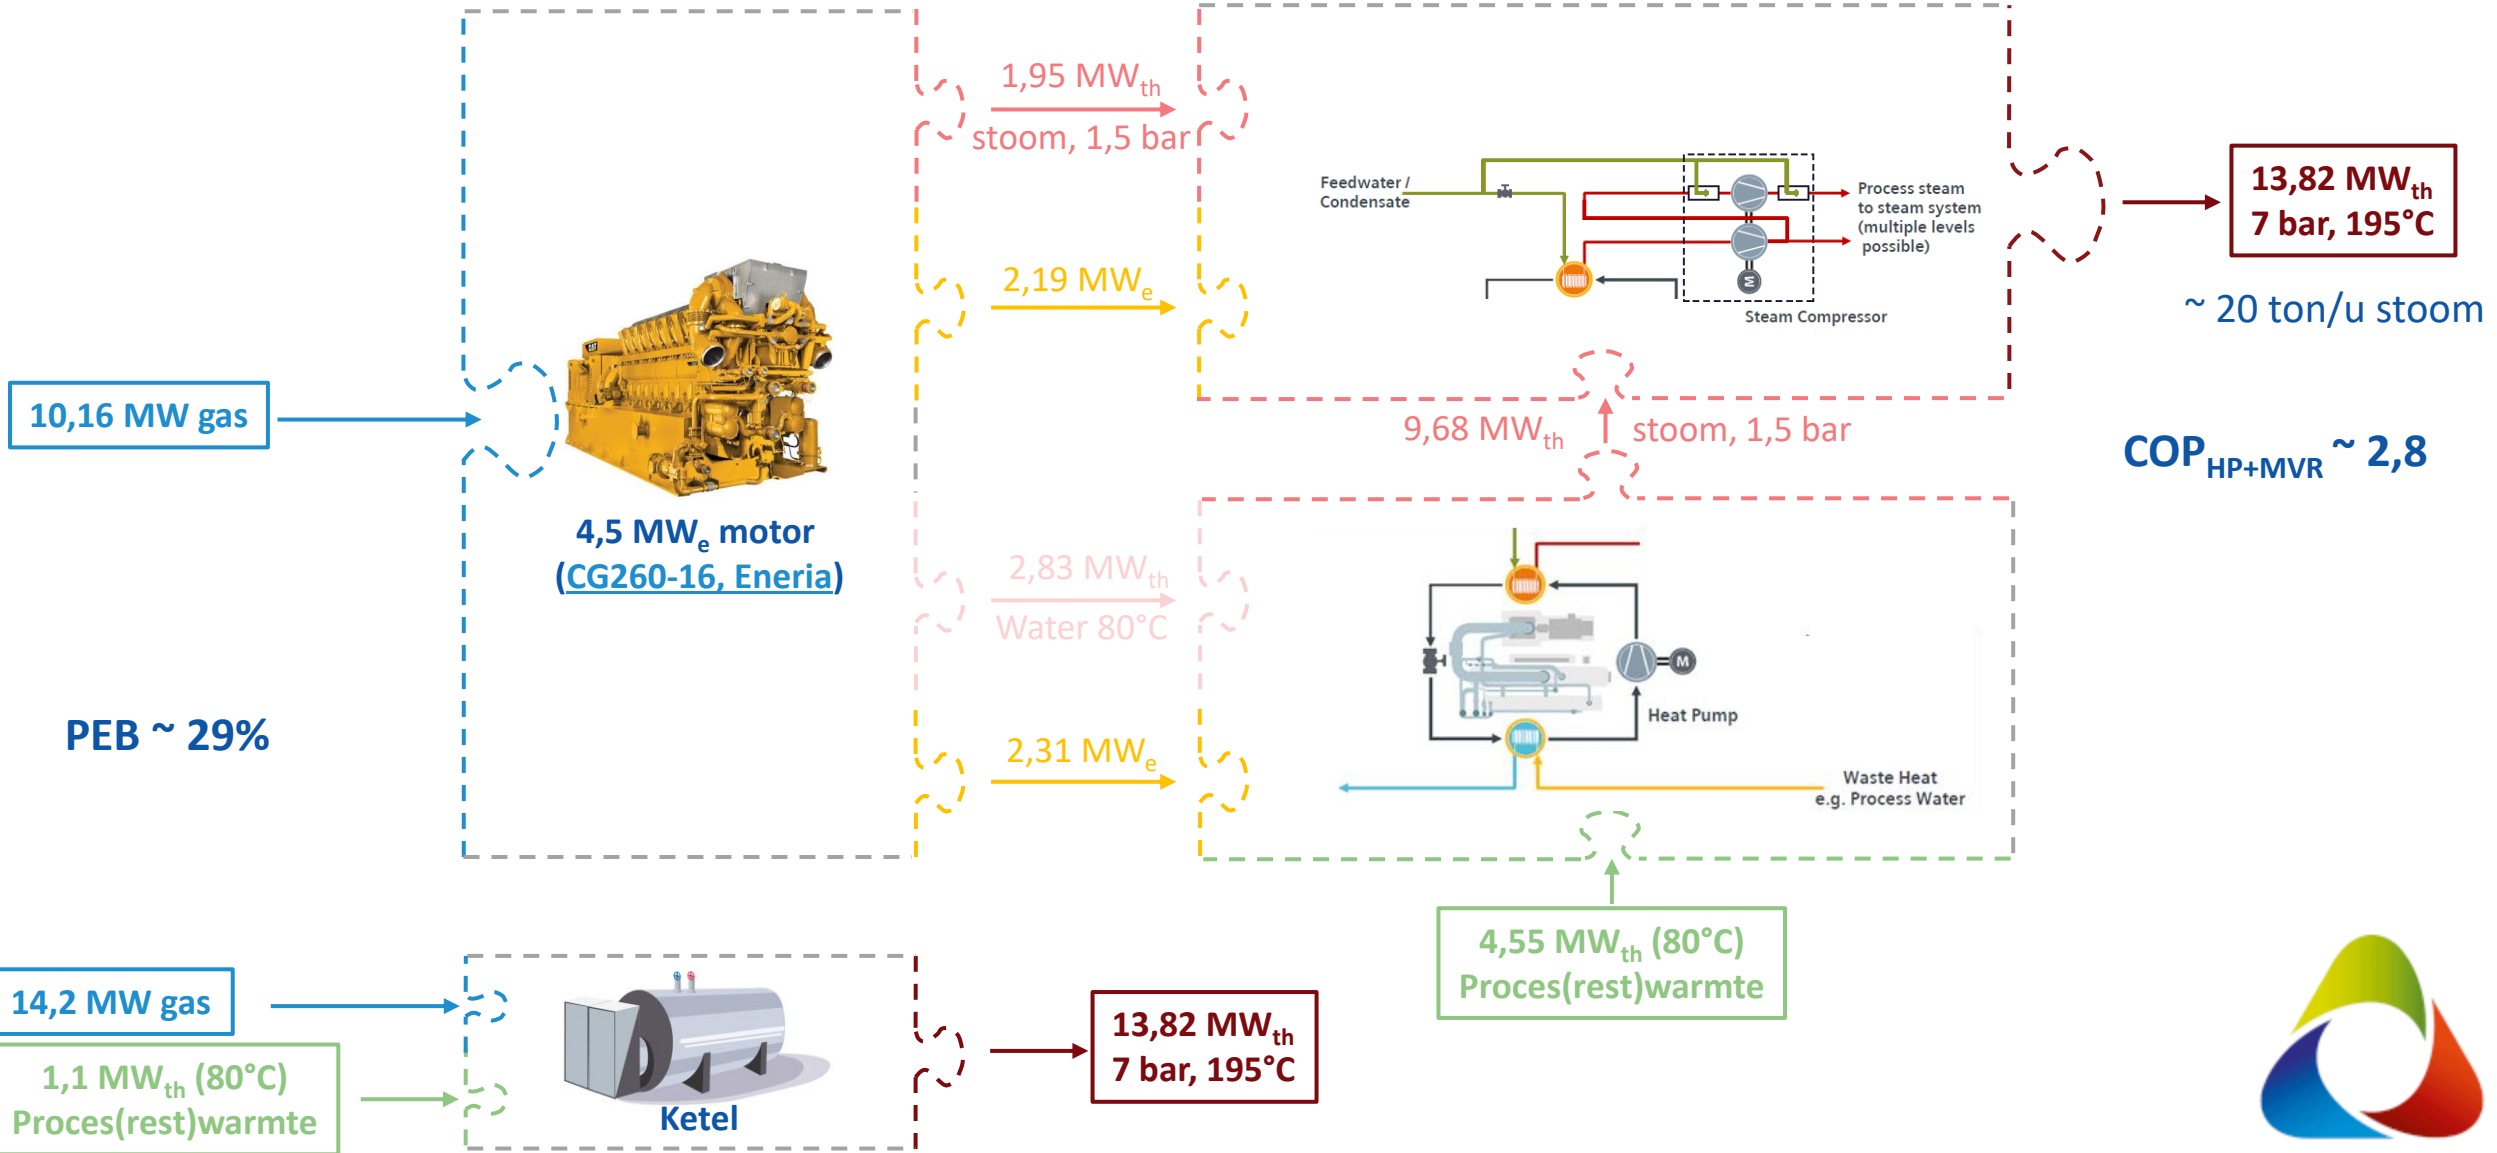 1,95 MWth
stoom, 1,5 bar
Feedwater /
Condensate
Process steam
to steam system
(multiple levels
possible)
M
Steam Compressor
13,82 MWth
7 bar, 195°C
~ 20 ton/u stoom
2,19 MWe
10,16 MW gas
CAT
9,68 MWth
stoom, 1,5 bar
COPHP+MVR ~ 2,8
4,5 MWe motor
(CG260-16, Eneria)
2,83 MWth
Water 80°C
M
Heat Pump
PEB ~ 29%
2,31 MWe
Waste Heat
e.g. Process Water
4,55 MWth (80°C)
Proces(rest)warmte
14,2 MW gas
1,1 MWth (80°C)
Proces(rest)warmte
Ketel
13,82 MWth
7 bar, 195°C